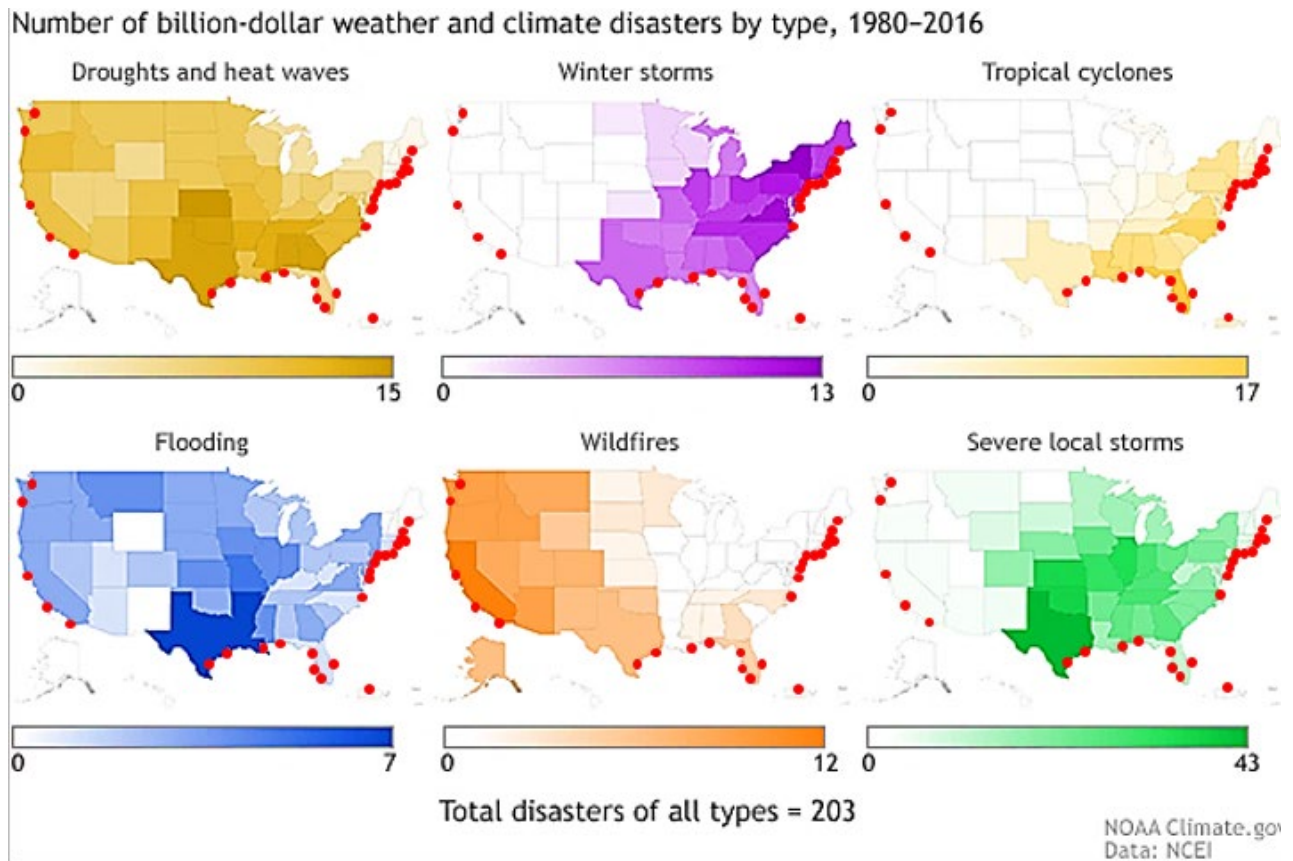 Number of billion-dollar weather and climate disasters by type, 1980–2016
Droughts and heat waves
Winter storms
Tropical cyclones
0 15
0 13
0 17
Flooding
Wildfires
Severe local storms
0 7
0 12
0 43
Total disasters of all types = 203
NOAA Climate.gov
Data: NCEI